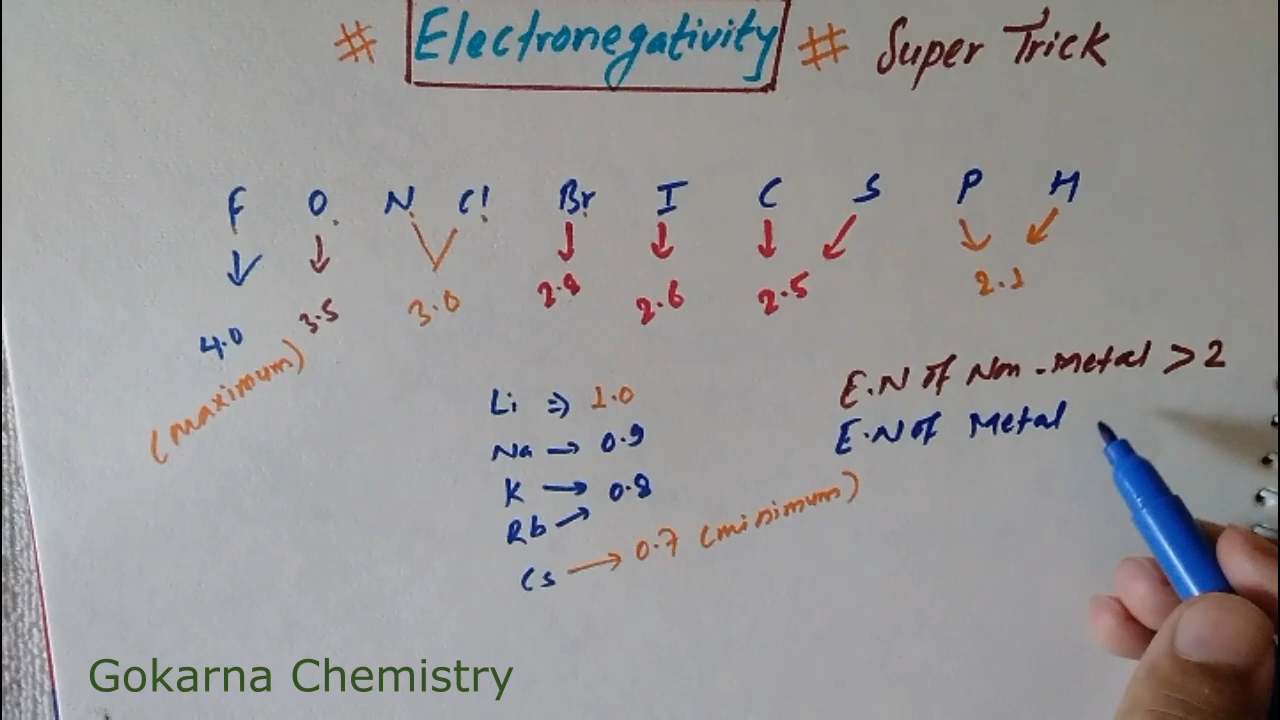 # Electronegativity # Super Trick
F O N Cl Br I C S P H
4.0 3.5 3.0 2.8 2.6 2.5 2.1
(maximum)
E.N of Non-Metal > 2
E.N of Metal
Li ⇒ 1.0
Na → 0.9
K → 0.8
Rb →
Cs → 0.7 (minimum)
Gokarna Chemistry